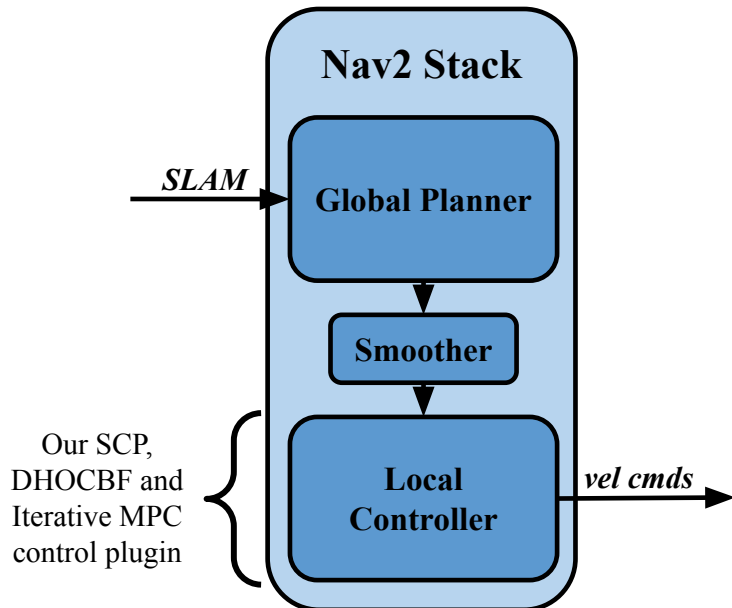 Nav2 Stack
SLAM
Global Planner
Smoother
Our SCP,
DHOCBF and
Iterative MPC
control plugin
Local
Controller
vel cmds